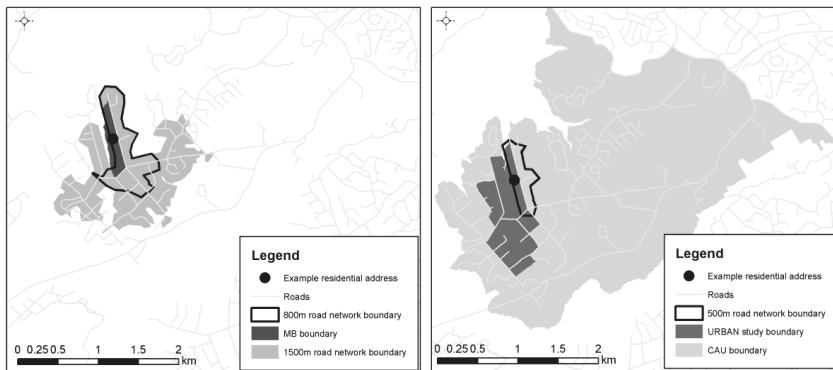 Legend
Example residential address
Roads
800m road network boundary
MB boundary
1500m road network boundary
0 0.25 0.5 1 1.5 2
km
Legend
Example residential address
Roads
500m road network boundary
URBAN study boundary
CAU boundary
0 0.25 0.5 1 1.5 2
km